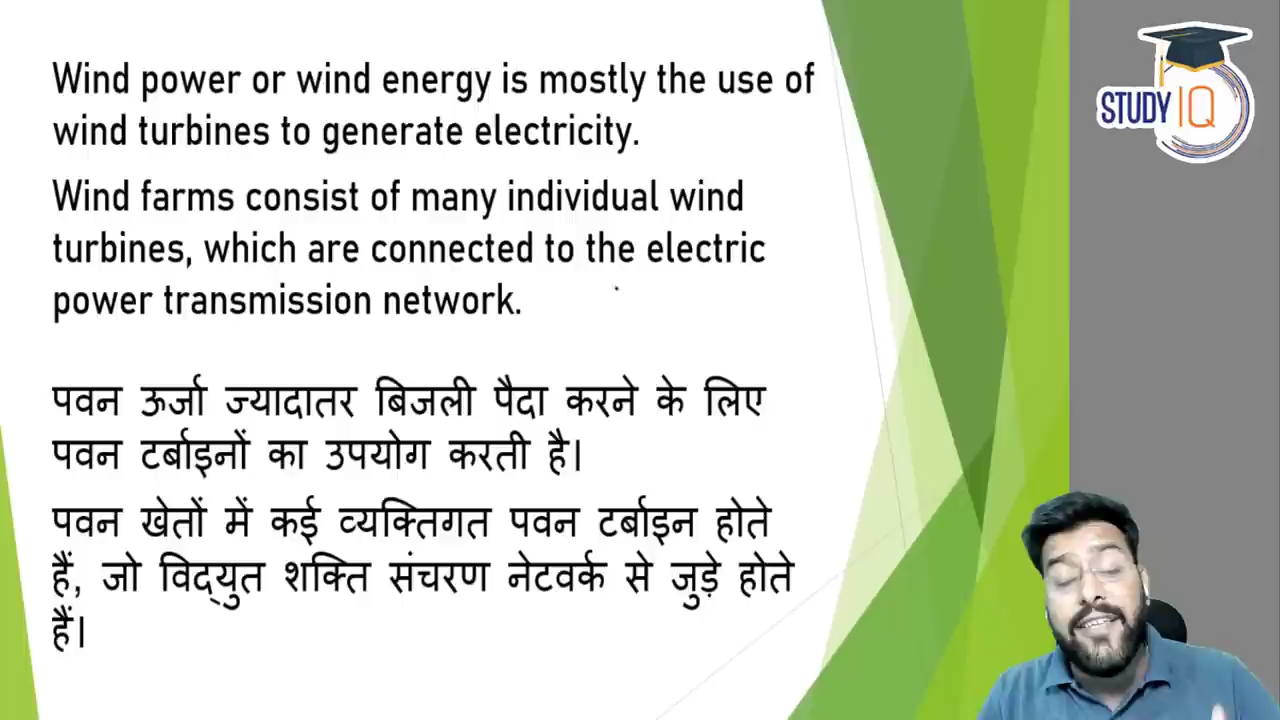 Wind power or wind energy is mostly the use of
wind turbines to generate electricity.
Wind farms consist of many individual wind
turbines, which are connected to the electric
power transmission network.
पवन ऊर्जा ज्यादातर बिजली पैदा करने के लिए
पवन टर्बाइनों का उपयोग करती है।
पवन खेतों में कई व्यक्तिगत पवन टर्बाइन होते
हैं, जो विद्युत शक्ति संचरण नेटवर्क से जुड़े होते
हैं।
STUDY IQ